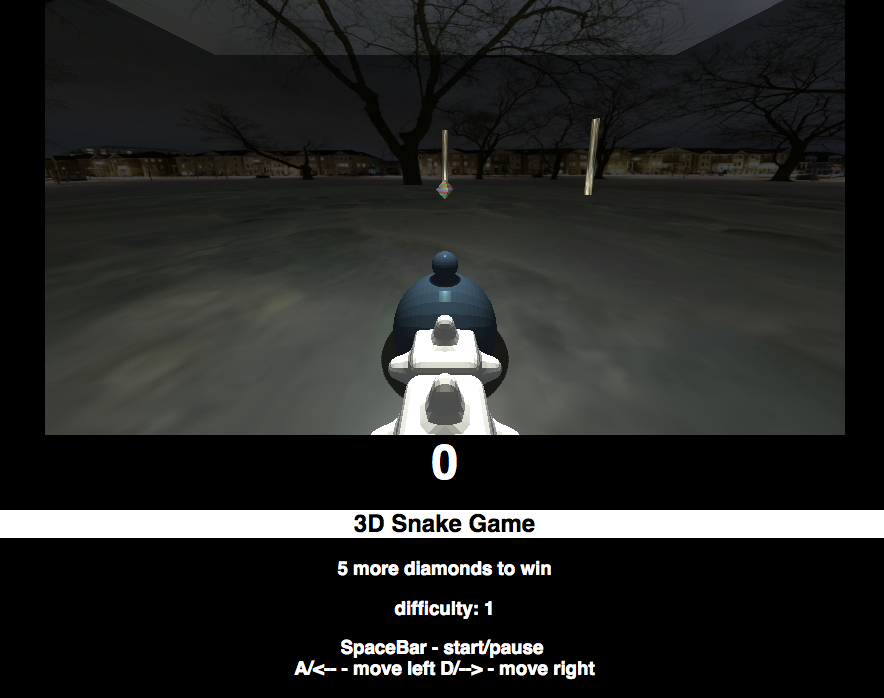 0
3D Snake Game
5 more diamonds to win
difficulty: 1
SpaceBar - start/pause
A/<-- - move left D/--> - move right